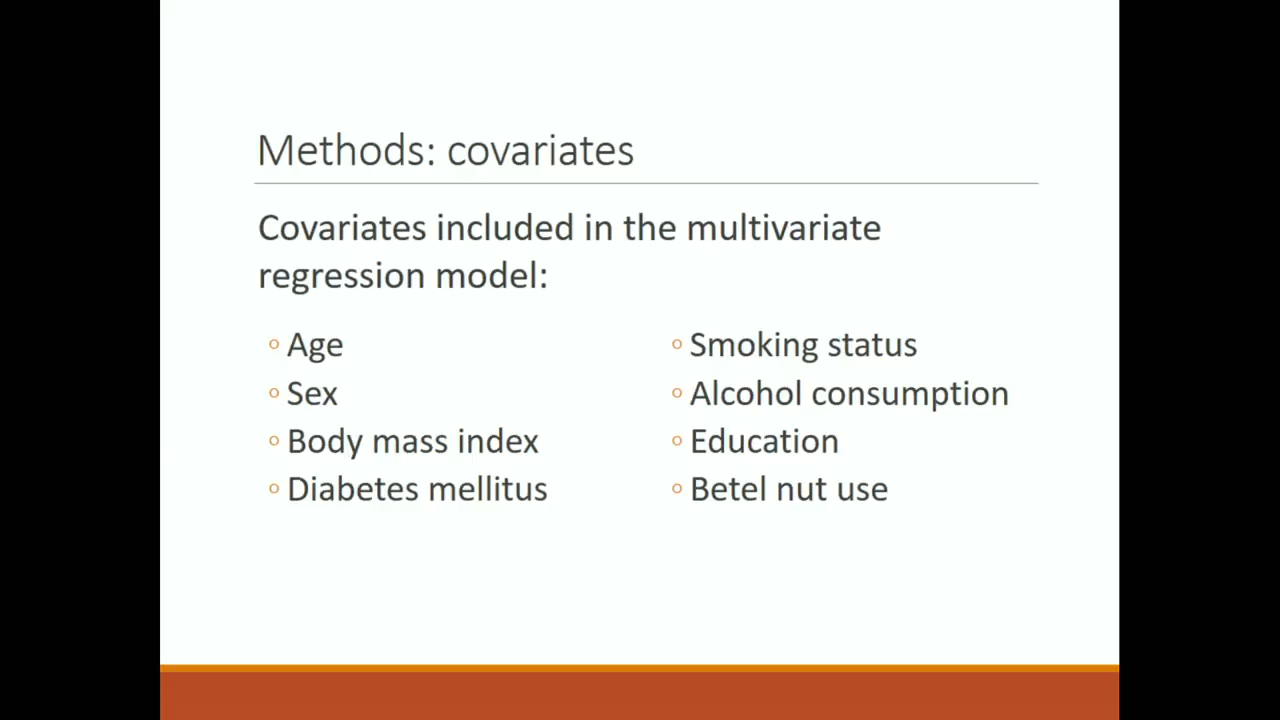 Methods: covariates
Covariates included in the multivariate
regression model:
◦ Age
◦ Sex
◦ Body mass index
◦ Diabetes mellitus
◦ Smoking status
◦ Alcohol consumption
◦ Education
◦ Betel nut use